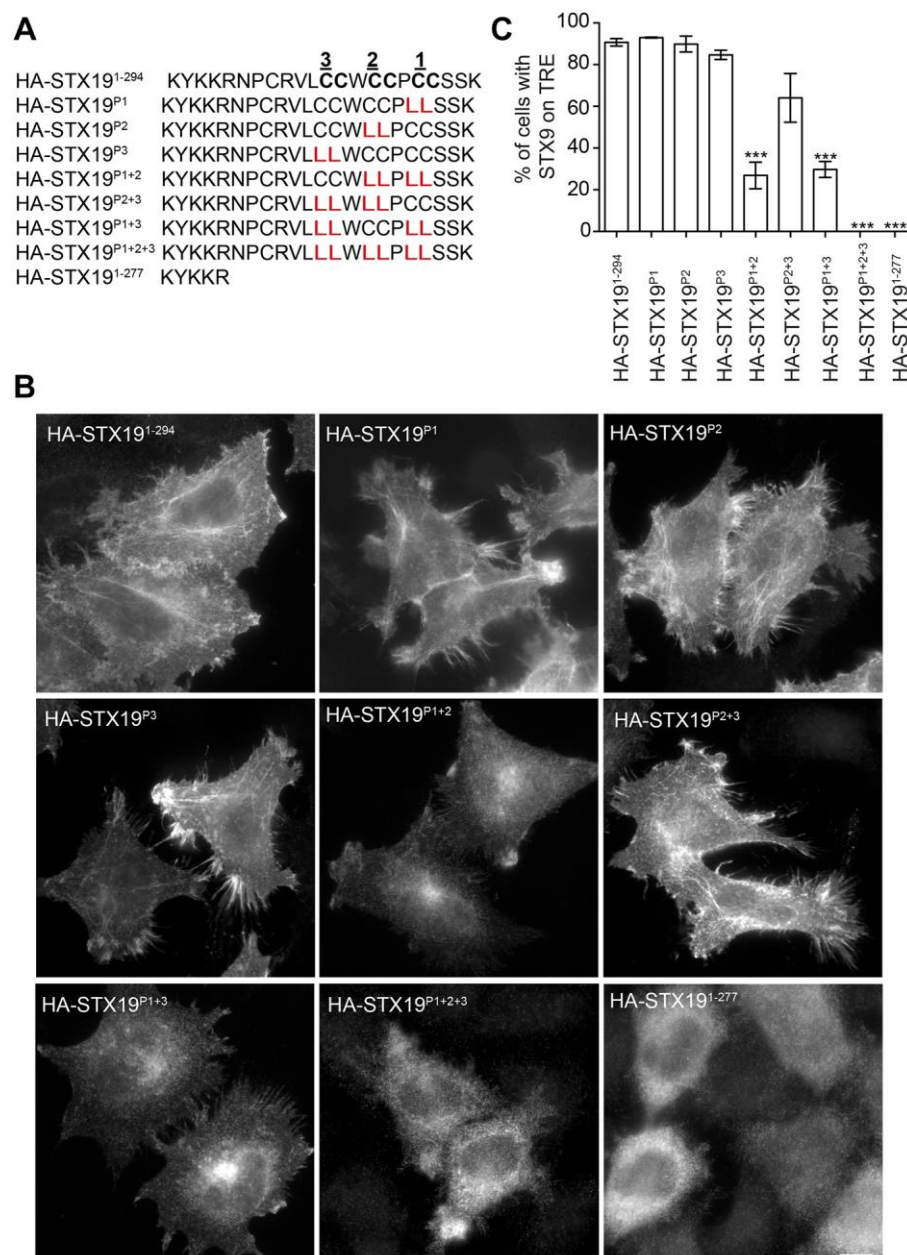 A
3 2 1
HA-STX19¹⁻²⁹⁴ KYKKRNPCRVLCCWCCPCCSSK
HA-STX19ᴾ¹ KYKKRNPCRVLCCWCCPLLSSK
HA-STX19ᴾ² KYKKRNPCRVLCCWLLPCCSSK
HA-STX19ᴾ³ KYKKRNPCRVLLLWCCPCCSSK
HA-STX19ᴾ¹⁺² KYKKRNPCRVLCCWLLPLLSSK
HA-STX19ᴾ²⁺³ KYKKRNPCRVLLLWLLPCCSSK
HA-STX19ᴾ¹⁺³ KYKKRNPCRVLLLWCCPLLSSK
HA-STX19ᴾ¹⁺²⁺³ KYKKRNPCRVLLLWLLPLLSSK
HA-STX19¹⁻²⁷⁷ KYKKR
C
% of cells with
STX9 on TRE
100
80
60
40
20
0
*** *** *** ***
HA-STX19¹⁻²⁹⁴
HA-STX19ᴾ¹
HA-STX19ᴾ²
HA-STX19ᴾ³
HA-STX19ᴾ¹⁺²
HA-STX19ᴾ²⁺³
HA-STX19ᴾ¹⁺³
HA-STX19ᴾ¹⁺²⁺³
HA-STX19¹⁻²⁷⁷
B
HA-STX19¹⁻²⁹⁴
HA-STX19ᴾ¹
HA-STX19ᴾ²
HA-STX19ᴾ³
HA-STX19ᴾ¹⁺²
HA-STX19ᴾ²⁺³
HA-STX19ᴾ¹⁺³
HA-STX19ᴾ¹⁺²⁺³
HA-STX19¹⁻²⁷⁷